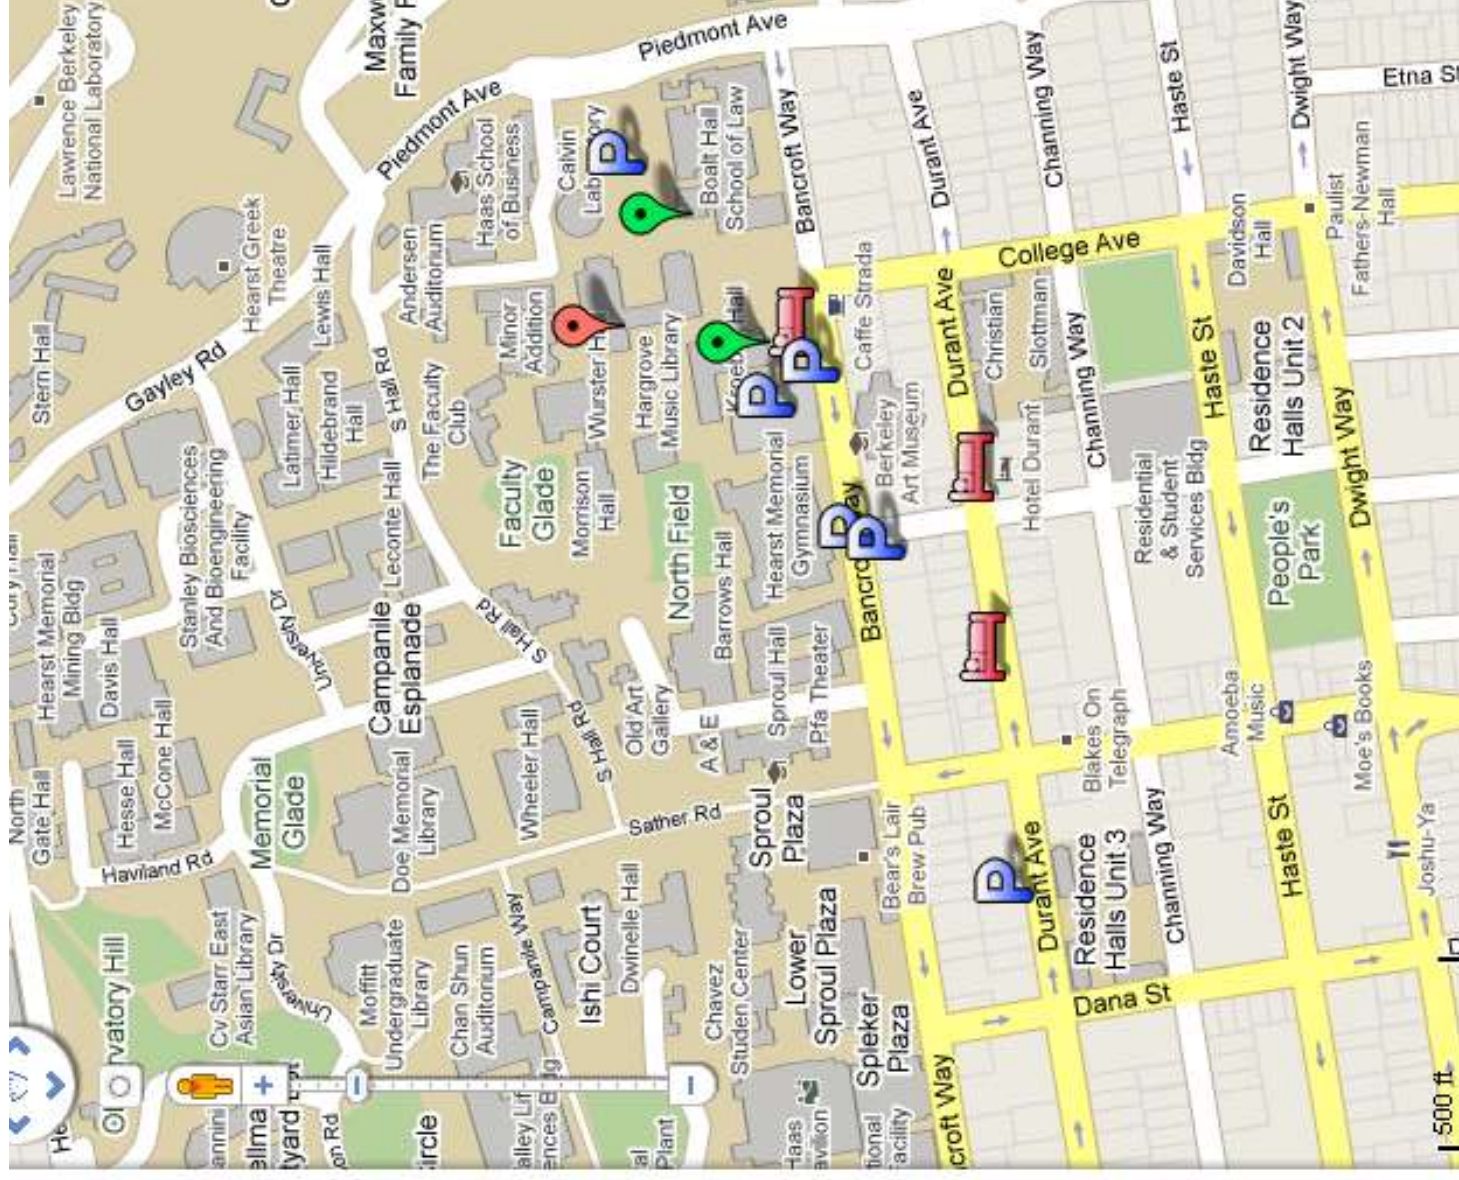 Lawrence Berkeley
National Laboratory
Stern Hall
Hearst Memorial
Mining Bldg
Davis Hall
North
Gate Hall
Hesse Hall
McCone Hall
Haviland Rd
Gayley Rd
Hearst Greek
Theatre
Lewis Hall
Stanley Biosciences
And Bioengineering
Facility
Latimer Hall
Hildebrand
Hall
Cv Starr East
Asian Library
University Dr
Memorial
Glade
University Dr
Campanile
Esplanade
Leconte Hall
S Hall Rd
Andersen
Auditorium
Piedmont Ave
Haas School
of Business
The Faculty
Club
Moffitt
Undergraduate
Library
Doe Memorial
Library
Chan Shun
Auditorium
Campanile Way
Wheeler Hall
S Hall Rd
S Hall Rd
Faculty
Glade
Minor
Addition
Calvin
Morrison
Hall
Ishi Court
Dwinelle Hall
Sather Rd
Old Art
Gallery
Hargrove
Music Library
North Field
Piedmont Ave
Boalt Hall
School of Law
A & E
Barrows Hall
Hall
Chavez
Studen Center
Sproul
Plaza
Sproul Hall
Pfa Theater
Hearst Memorial
Gymnasium
Bancroft Way
Lower
Sproul Plaza
Spleker
Plaza
Haas
Bear's Lair
Brew Pub
Berkeley
Art Museum
Caffe Strada
Durant Ave
Durant Ave
College Ave
Christian
Slottman
Hotel Durant
Channing Way
Channing Way
Durant Ave
Residence
Halls Unit 3
Dana St
Channing Way
Blakes On
Telegraph
Residential
& Student
Services Bldg
Haste St
Haste St
Amoeba
Music
Haste St
Davidson
Hall
Residence
Halls Unit 2
People's
Park
Dwight Way
Dwight Way
Paulist
Fathers-Newman
Hall
Moe's Books
Joshu-Ya
Etna St
500 ft
P
P
P
P
P
P